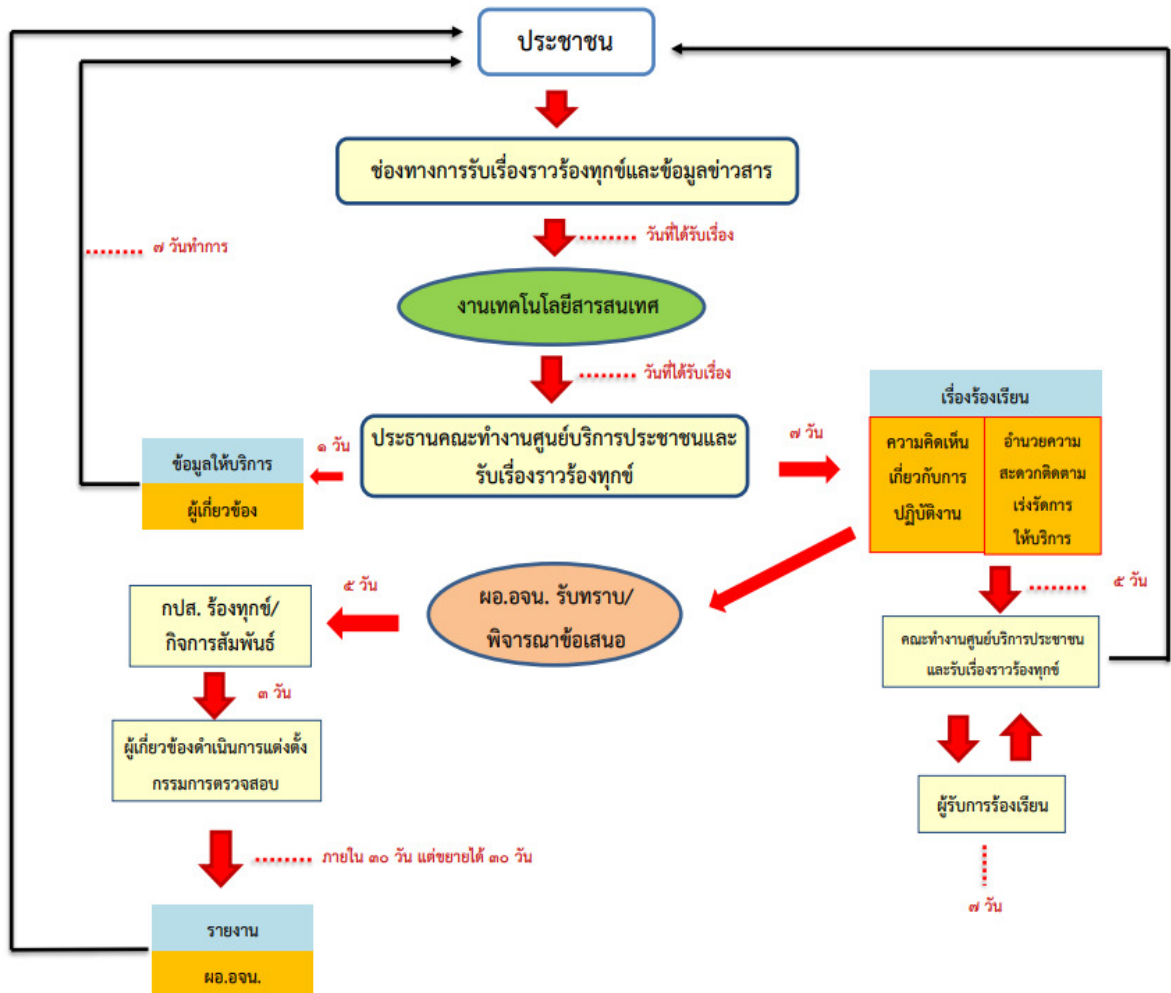 ประชาชน
ช่องทางการรับเรื่องราวร้องทุกข์และข้อมูลข่าวสาร
วันที่ได้รับเรื่อง
๗ วันทำการ
งานเทคโนโลยีสารสนเทศ
วันที่ได้รับเรื่อง
ประธานคณะทำงานศูนย์บริการประชาชนและ
รับเรื่องราวร้องทุกข์
๑ วัน
ข้อมูลให้บริการ
ผู้เกี่ยวข้อง
๗ วัน
เรื่องร้องเรียน
ความคิดเห็น
เกี่ยวกับการ
ปฏิบัติงาน
อำนวยความ
สะดวกติดตาม
เร่งรัดการ
ให้บริการ
๕ วัน
คณะทำงานศูนย์บริการประชาชน
และรับเรื่องราวร้องทุกข์
ผู้รับการร้องเรียน
๗ วัน
ผอ.อจน. รับทราบ/
พิจารณาข้อเสนอ
๕ วัน
กปส. ร้องทุกข์/
กิจการสัมพันธ์
๓ วัน
ผู้เกี่ยวข้องดำเนินการแต่งตั้ง
กรรมการตรวจสอบ
ภายใน ๓๐ วัน แต่ขยายได้ ๓๐ วัน
รายงาน
ผอ.อจน.